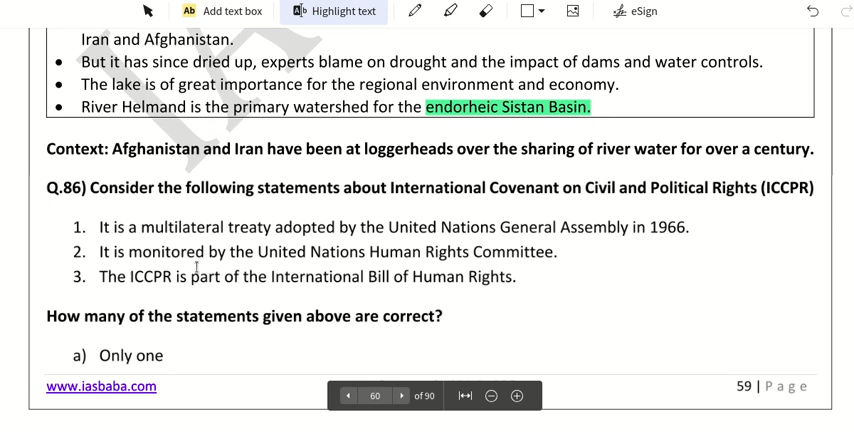 Ab Add text box Ab Highlight text eSign
Iran and Afghanistan.
• But it has since dried up, experts blame on drought and the impact of dams and water controls.
• The lake is of great importance for the regional environment and economy.
• River Helmand is the primary watershed for the endorheic Sistan Basin.
Context: Afghanistan and Iran have been at loggerheads over the sharing of river water for over a century.
Q.86) Consider the following statements about International Covenant on Civil and Political Rights (ICCPR)
1. It is a multilateral treaty adopted by the United Nations General Assembly in 1966.
2. It is monitored by the United Nations Human Rights Committee.
3. The ICCPR is part of the International Bill of Human Rights.
How many of the statements given above are correct?
a) Only one
www.iasbaba.com 59 | P a g e
60 of 90